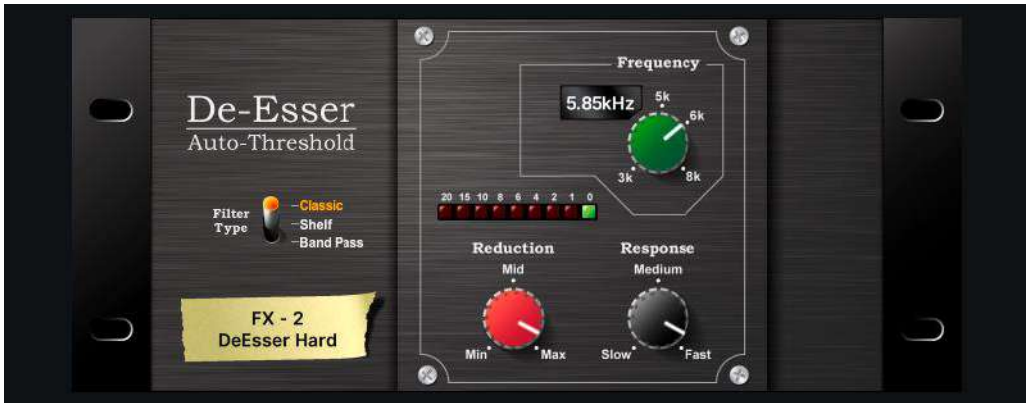 De-Esser
Auto-Threshold
Filter
Type
Classic
Shelf
Band Pass
FX - 2
DeEsser Hard
Frequency
5.85kHz
5k
6k
3k
8k
20 15 10 8 6 4 2 1 0
Reduction
Mid
Min
Max
Response
Medium
Slow
Fast